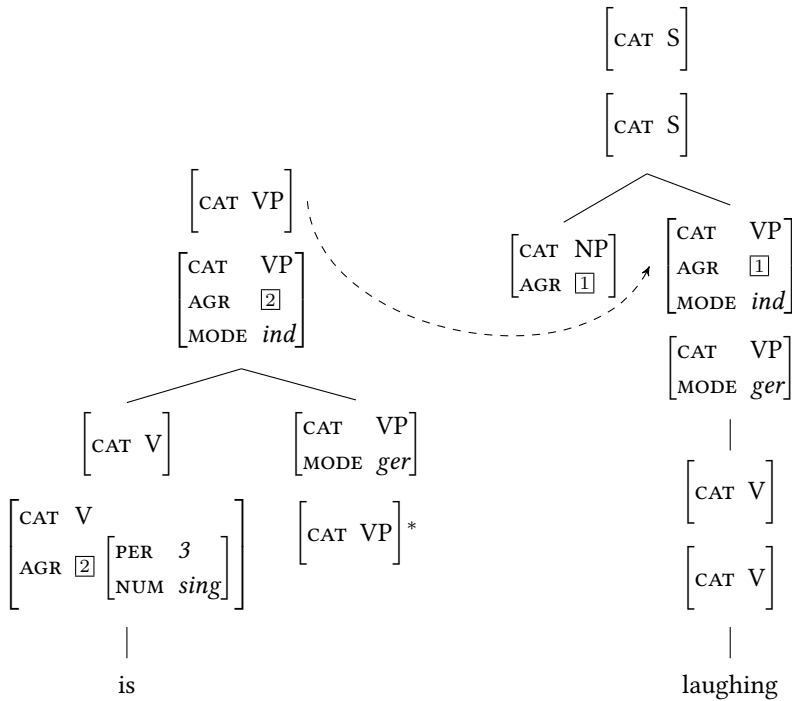 CAT S
CAT S
CAT VP
CAT VP
AGR 2
MODE ind
CAT NP
AGR 1
CAT VP
AGR 1
MODE ind
CAT VP
MODE ger
CAT V
CAT VP
MODE ger
CAT V
AGR 2 PER 3
NUM sing
CAT VP *
CAT V
CAT V
is
laughing